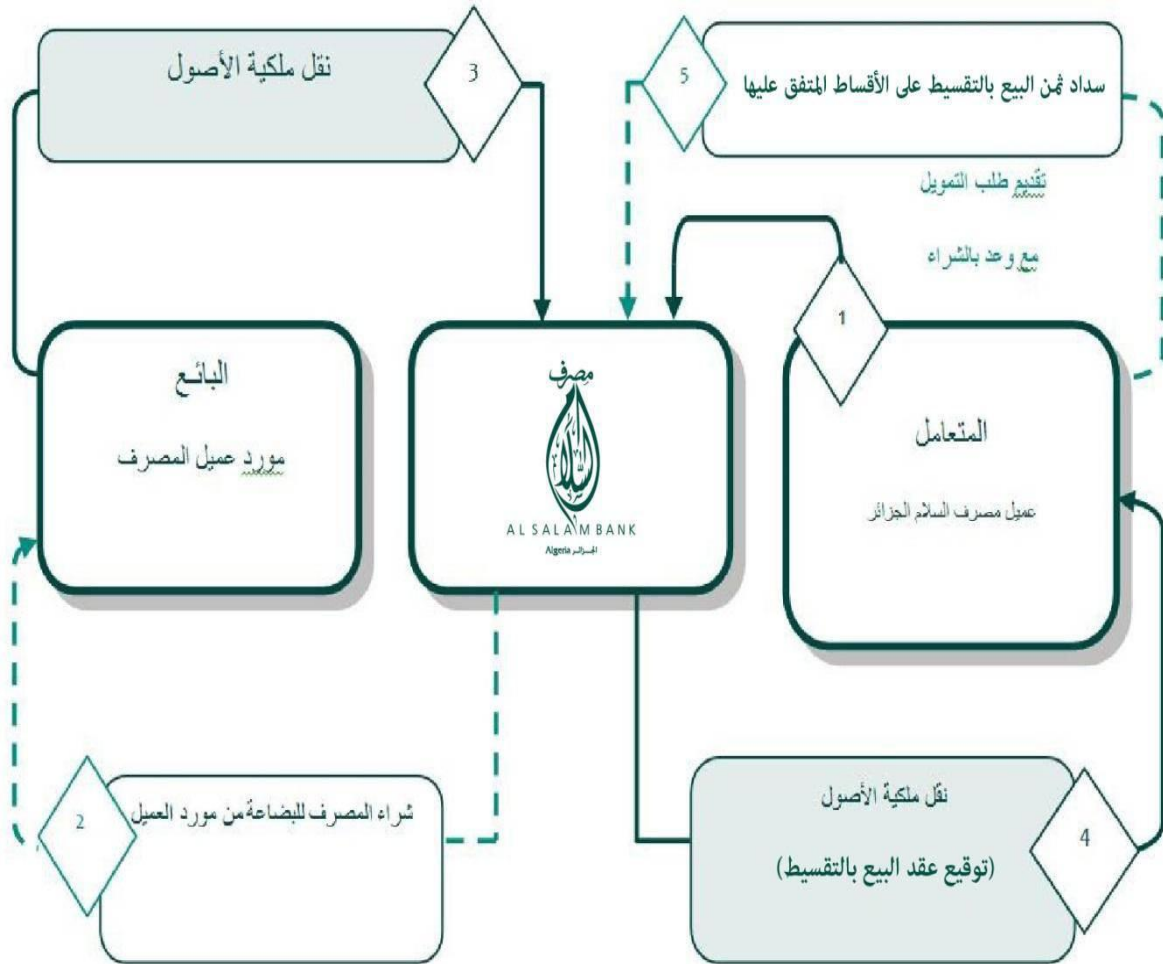 نقل ملكية الأصول
3
5
سداد ثمن البيع بالتقسيط على الأقساط المتفق عليها
تقديم طلب التمويل
مع وعد بالشراء
1
البائـع
مورد عميل المصرف
مصرف
السلام
AL SALAM BANK
Algeria الجـزائـر
المتعامل
عميل مصرف السلام الجزائر
2
شراء المصرف للبضاعة من مورد العميل
نقل ملكية الأصول
(توقيع عقد البيع بالتقسيط)
4